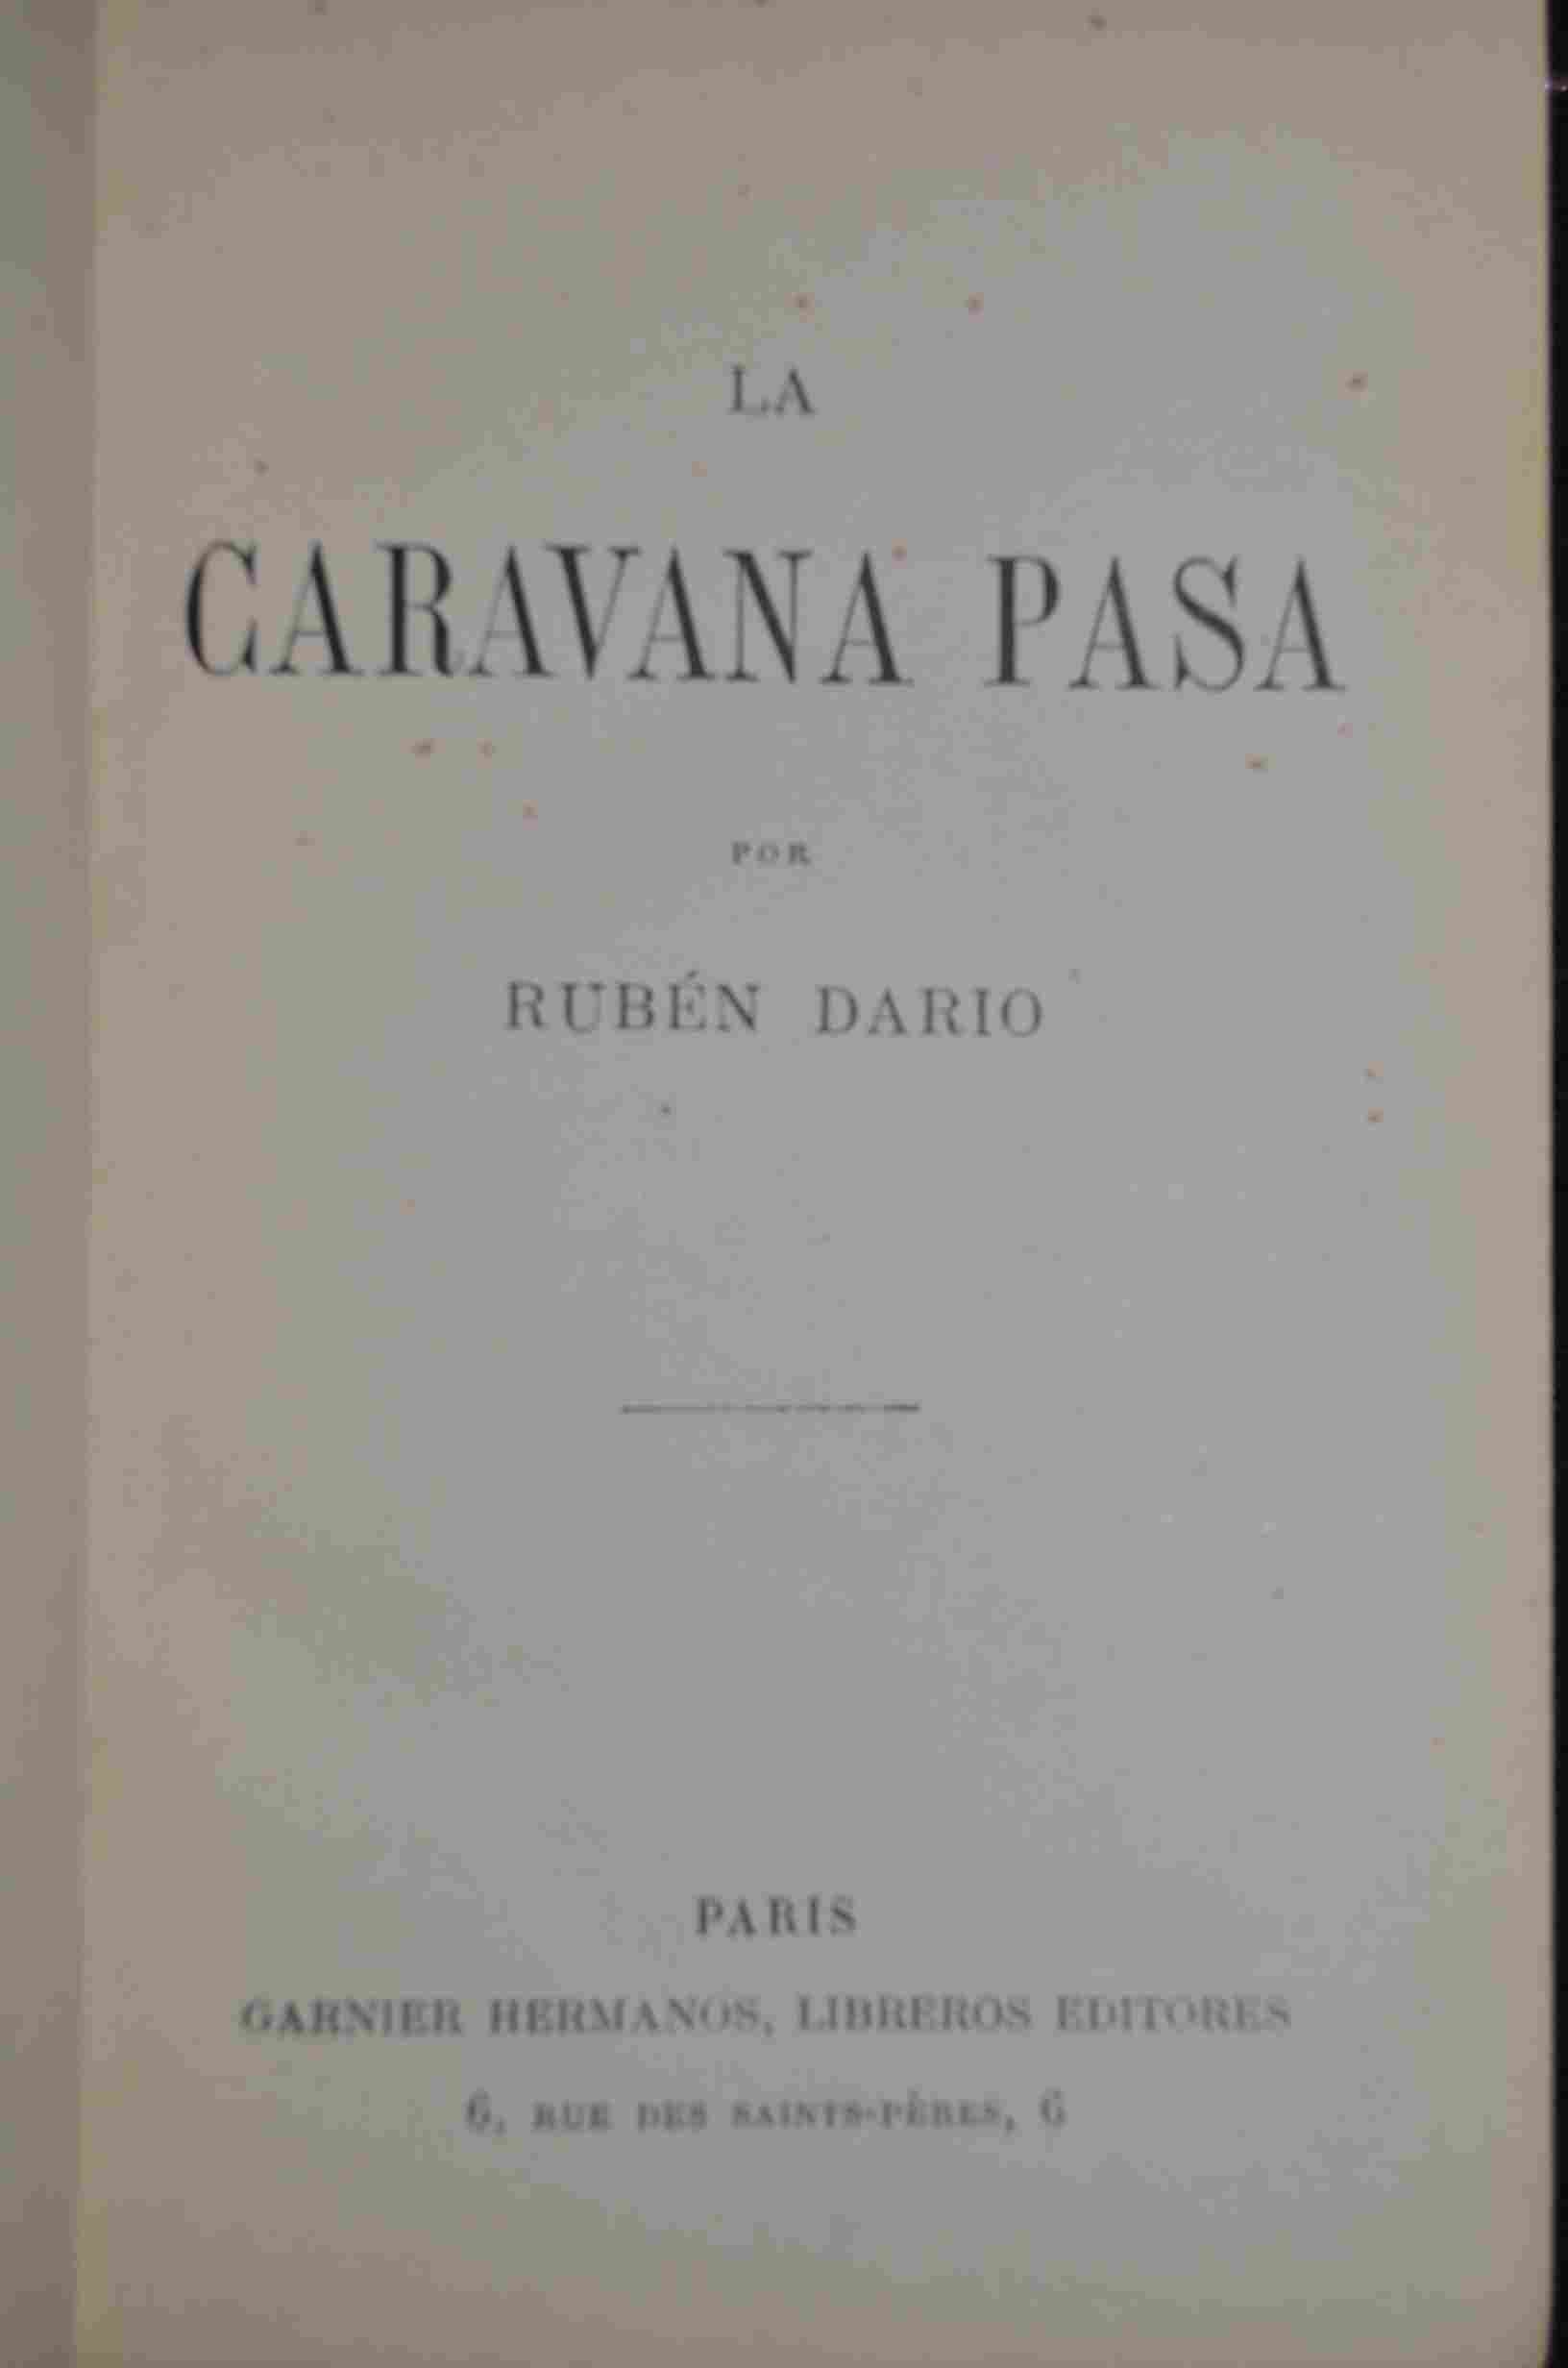 LA
CARAVANA PASA
POR
RUBÉN DARIO
PARIS
GARNIER HERMANOS, LIBREROS EDITORES
6, RUE DES SAINTS-PÈRES, 6